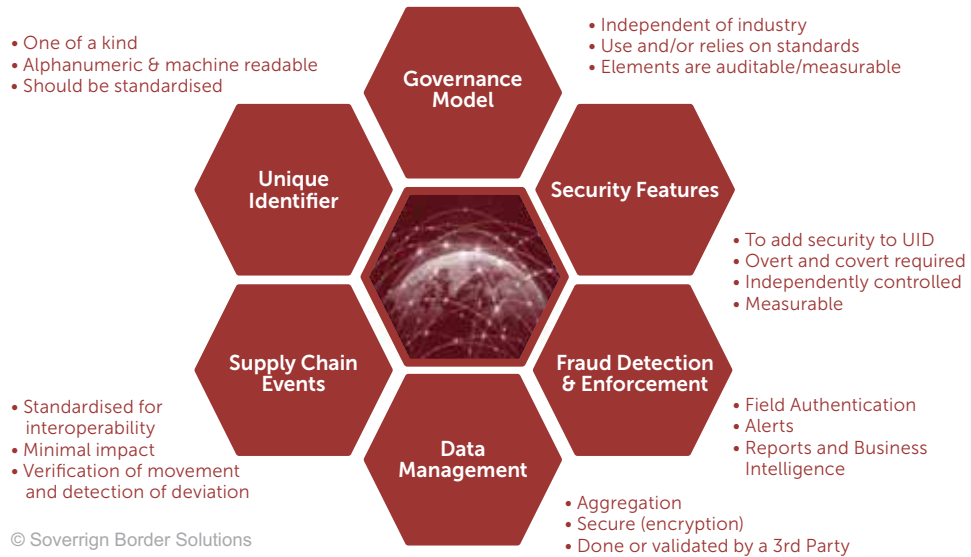 • One of a kind
• Alphanumeric & machine readable
• Should be standardised
Governance
Model
• Independent of industry
• Use and/or relies on standards
• Elements are auditable/measurable
Unique
Identifier
Security Features
• To add security to UID
• Overt and covert required
• Independently controlled
• Measurable
Supply Chain
Events
Fraud Detection
& Enforcement
• Standardised for
interoperability
• Minimal impact
• Verification of movement
and detection of deviation
Data
Management
• Field Authentication
• Alerts
• Reports and Business
Intelligence
• Aggregation
• Secure (encryption)
• Done or validated by a 3rd Party
© Soverrign Border Solutions